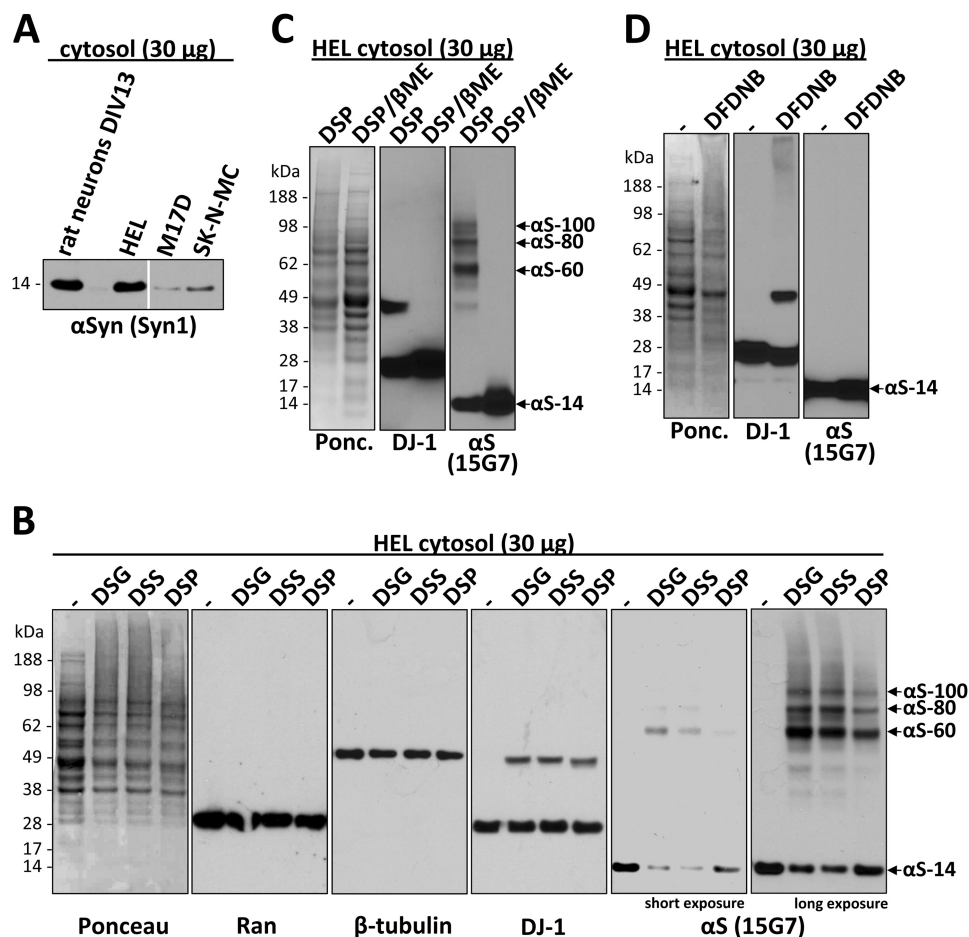 A
cytosol (30 µg)
rat neurons DIV13
HEL
M17D
SK-N-MC
14 -
αSyn (Syn1)
C
HEL cytosol (30 µg)
DSP
DSP/βME
DSP
DSP/βME
DSP
DSP/βME
kDa
188 -
98 -
62 -
49 -
38 -
28 -
17 -
14 -
αS-100
αS-80
αS-60
αS-14
Ponc.
DJ-1
αS
(15G7)
D
HEL cytosol (30 µg)
-
DFDNB
-
DFDNB
-
DFDNB
kDa
188 -
98 -
62 -
49 -
38 -
28 -
17 -
14 -
αS-14
Ponc.
DJ-1
αS
(15G7)
B
HEL cytosol (30 µg)
- DSG DSS DSP
- DSG DSS DSP
- DSG DSS DSP
- DSG DSS DSP
- DSG DSS DSP
- DSG DSS DSP
kDa
188 -
98 -
62 -
49 -
38 -
28 -
17 -
14 -
αS-100
αS-80
αS-60
αS-14
short exposure
long exposure
Ponceau
Ran
β-tubulin
DJ-1
αS (15G7)